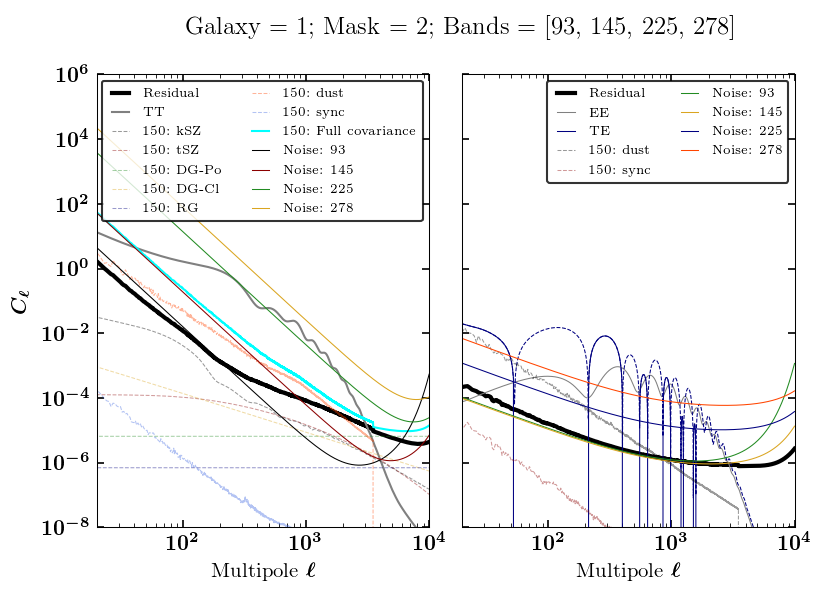 Galaxy = 1; Mask = 2; Bands = [93, 145, 225, 278]
10^6
10^4
10^2
10^0
10^−2
10^−4
10^−6
10^−8
C_ℓ
Residual
TT
150: kSZ
150: tSZ
150: DG-Po
150: DG-Cl
150: RG
150: dust
150: sync
150: Full covariance
Noise: 93
Noise: 145
Noise: 225
Noise: 278
10^2
10^3
10^4
Multipole ℓ
Residual
EE
TE
150: dust
150: sync
Noise: 93
Noise: 145
Noise: 225
Noise: 278
10^2
10^3
10^4
Multipole ℓ